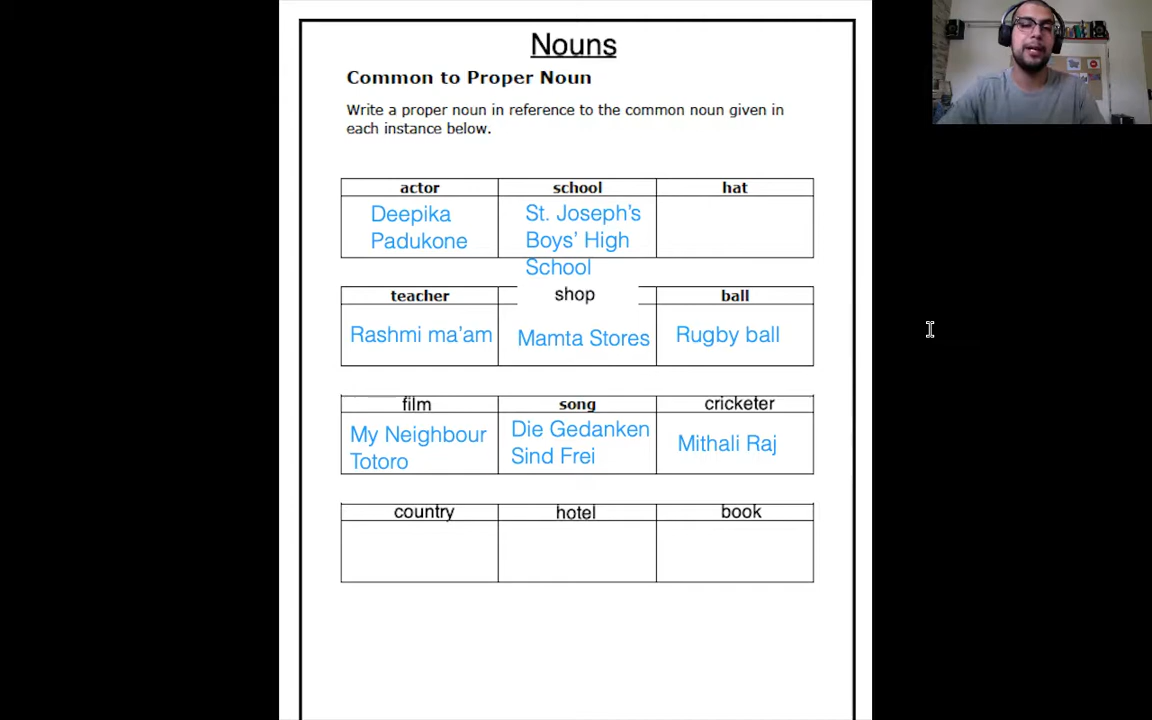 Nouns
Common to Proper Noun
Write a proper noun in reference to the common noun given in
each instance below.
actor school hat
Deepika
Padukone
St. Joseph's
Boys' High
School
teacher shop ball
Rashmi ma'am Mamta Stores Rugby ball
film song cricketer
My Neighbour
Totoro
Die Gedanken
Sind Frei
Mithali Raj
country hotel book